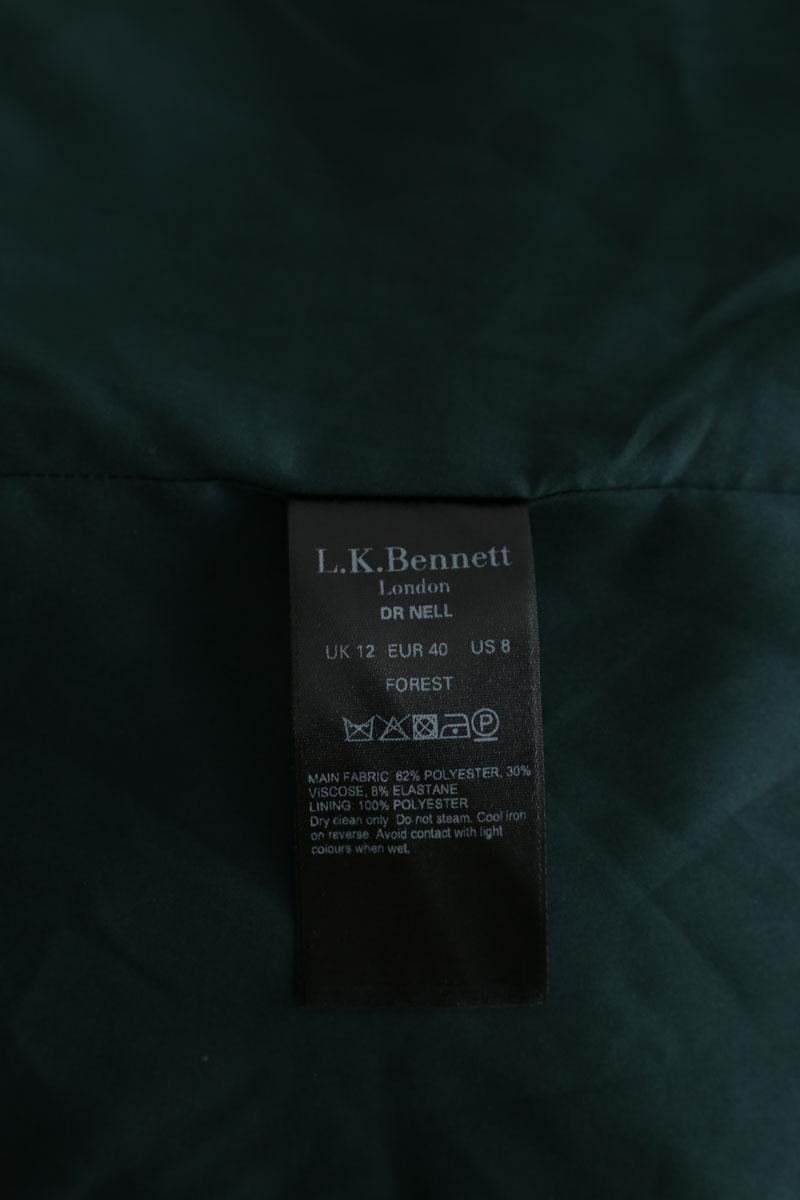 L.K.Bennett
London
DR NELL
UK 12 EUR 40 US 8
FOREST
P
MAIN FABRIC 62% POLYESTER, 30%
VISCOSE, 8% ELASTANE
LINING 100% POLYESTER
Dry clean only Do not steam. Cool iron
on reverse. Avoid contact with light
colours when wet.